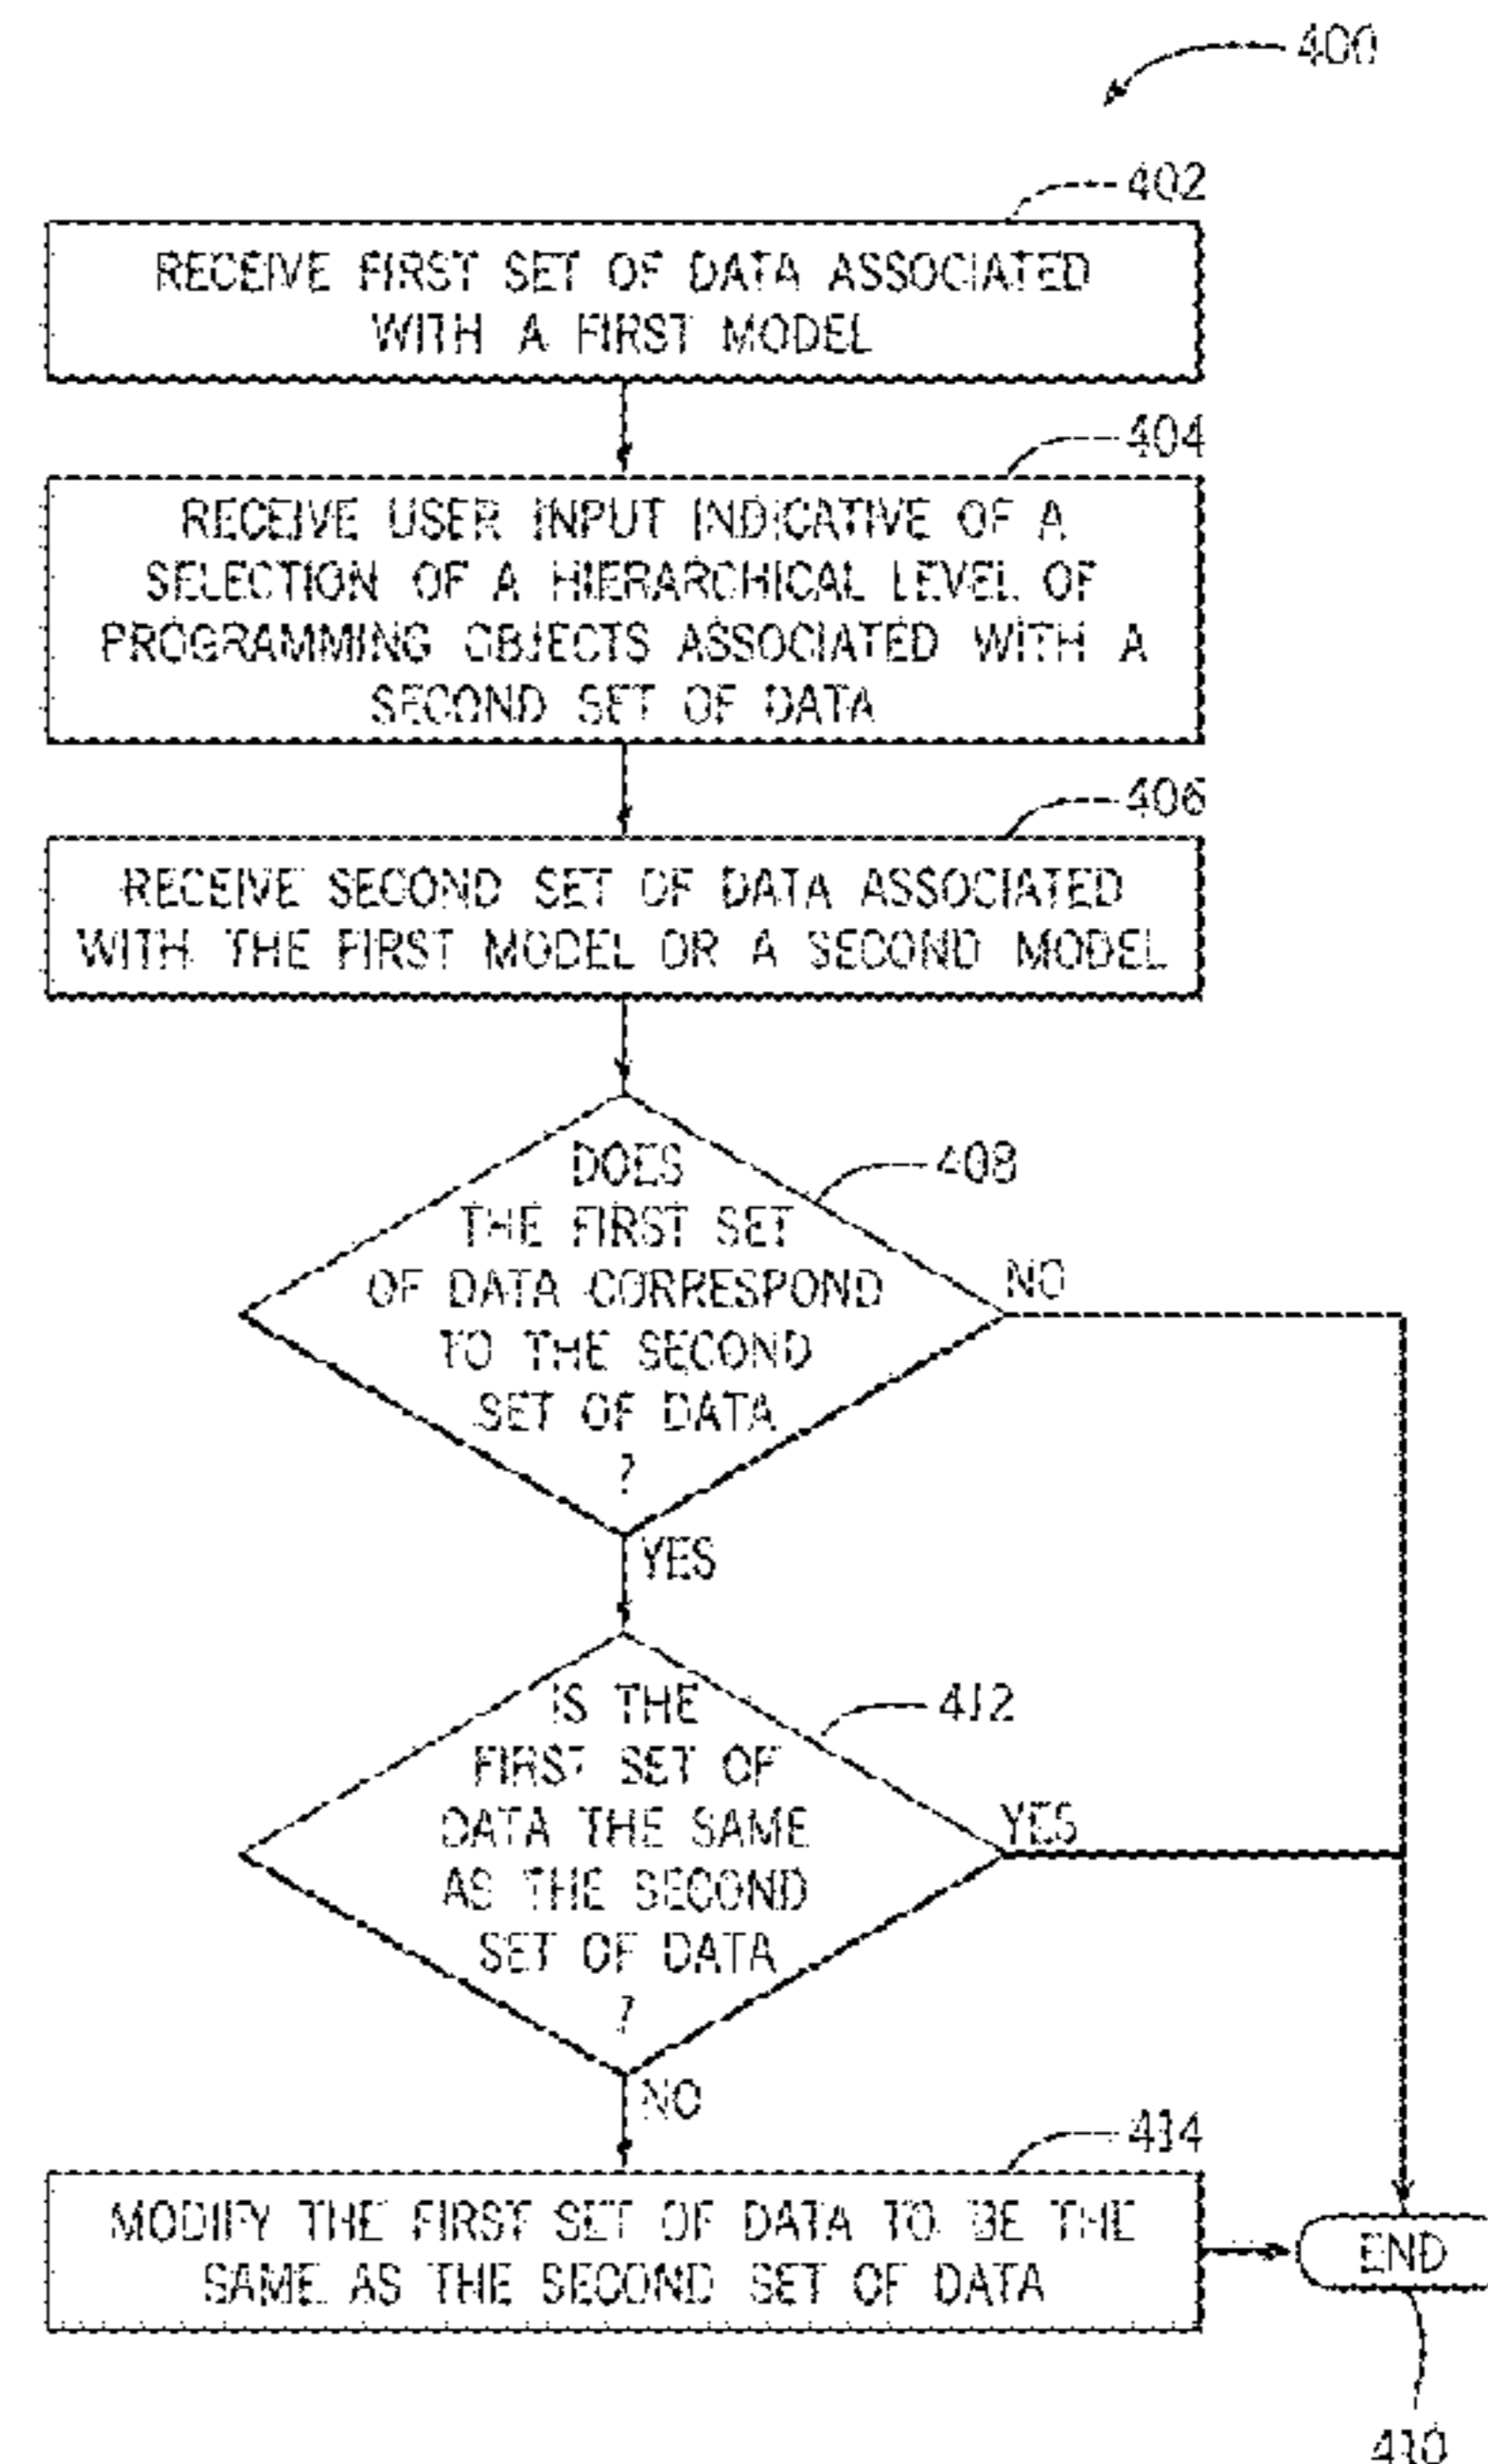 400
402
RECEIVE FIRST SET OF DATA ASSOCIATED
WITH A FIRST MODEL
404
RECEIVE USER INPUT INDICATIVE OF A
SELECTION OF A HIERARCHICAL LEVEL OF
PROGRAMMING OBJECTS ASSOCIATED WITH A
SECOND SET OF DATA
406
RECEIVE SECOND SET OF DATA ASSOCIATED
WITH THE FIRST MODEL OR A SECOND MODEL
408
DOES
THE FIRST SET
OF DATA CORRESPOND
TO THE SECOND
SET OF DATA
?
NO
YES
412
IS THE
FIRST SET OF
DATA THE SAME
AS THE SECOND
SET OF DATA
?
YES
NO
414
MODIFY THE FIRST SET OF DATA TO BE THE
SAME AS THE SECOND SET OF DATA
END
410